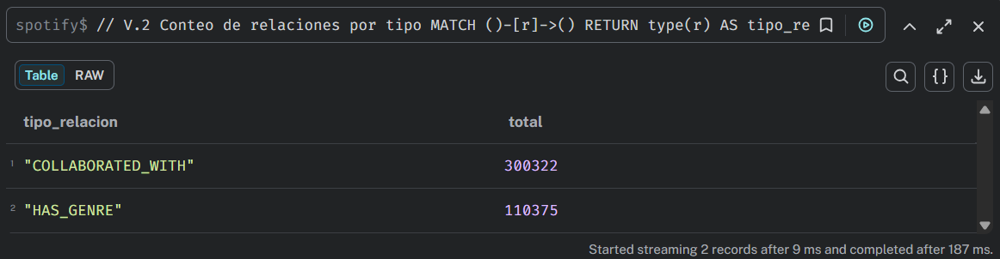 spotify$ // V.2 Conteo de relaciones por tipo MATCH ()-[r]->() RETURN type(r) AS tipo_re
Table RAW
{}
tipo_relacion total
1 "COLLABORATED_WITH" 300322
2 "HAS_GENRE" 110375
Started streaming 2 records after 9 ms and completed after 187 ms.